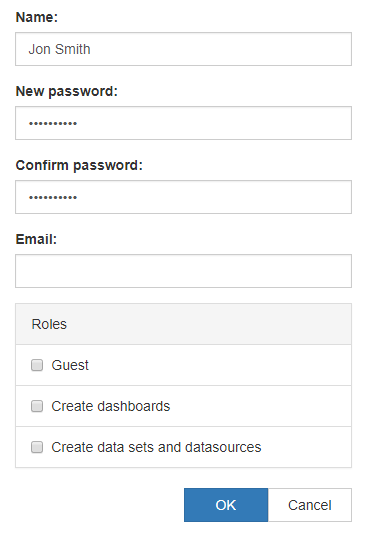 Name:
Jon Smith
New password:
••••••••••
Confirm password:
••••••••••
Email:
Roles
Guest
Create dashboards
Create data sets and datasources
OK
Cancel